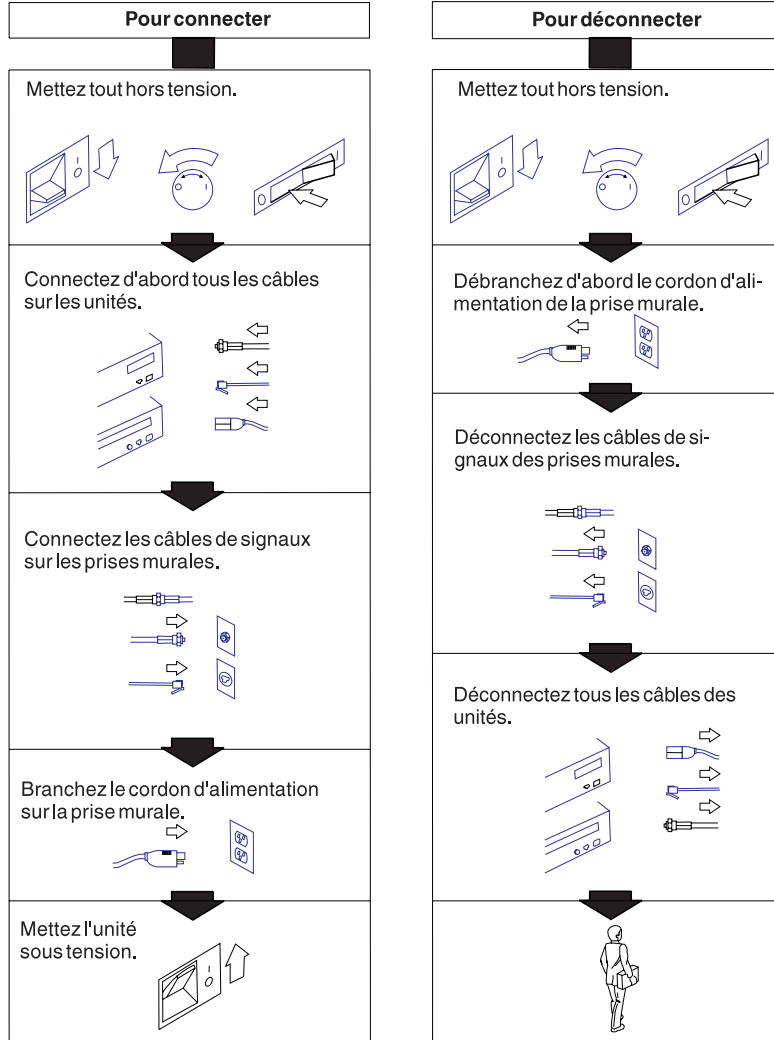 Pour connecter
Mettez tout hors tension.
Connectez d'abord tous les câbles
sur les unités.
Connectez les câbles de signaux
sur les prises murales.
Branchez le cordon d'alimentation
sur la prise murale.
Mettez l'unité
sous tension.
Pour déconnecter
Mettez tout hors tension.
Débranchez d'abord le cordon d'ali-
mentation de la prise murale.
Déconnectez les câbles de si-
gnaux des prises murales.
Déconnectez tous les câbles des
unités.